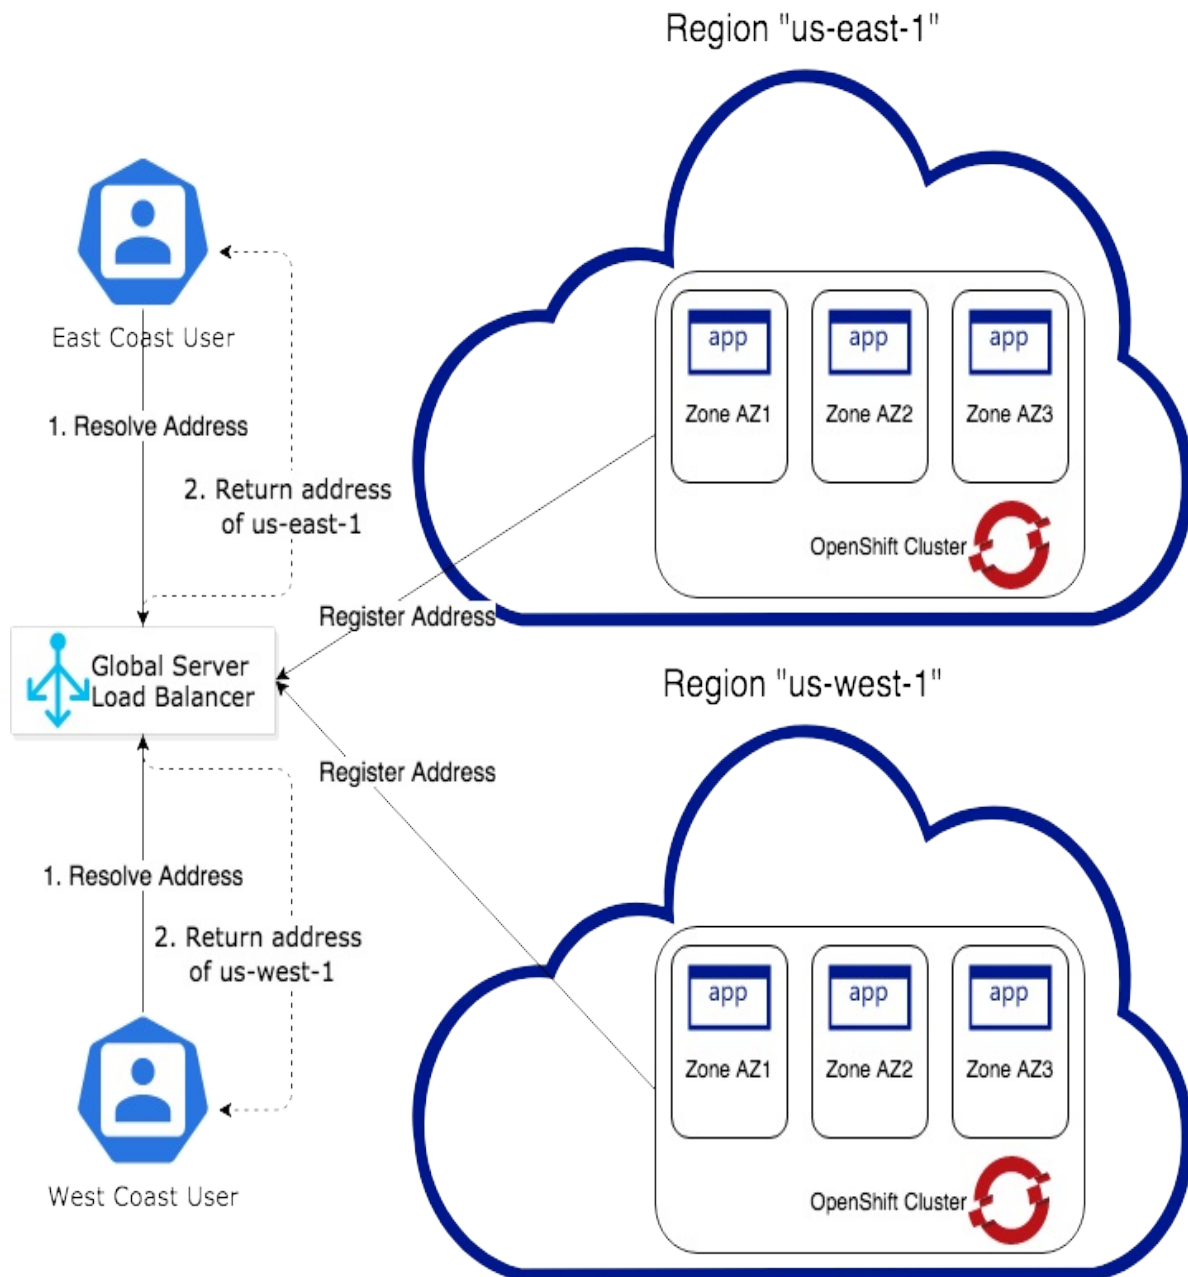 Region "us-east-1"
East Coast User
1. Resolve Address
2. Return address
of us-east-1
app
app
app
Zone AZ1
Zone AZ2
Zone AZ3
OpenShift Cluster
Register Address
Global Server
Load Balancer
Region "us-west-1"
Register Address
1. Resolve Address
2. Return address
of us-west-1
app
app
app
Zone AZ1
Zone AZ2
Zone AZ3
OpenShift Cluster
West Coast User